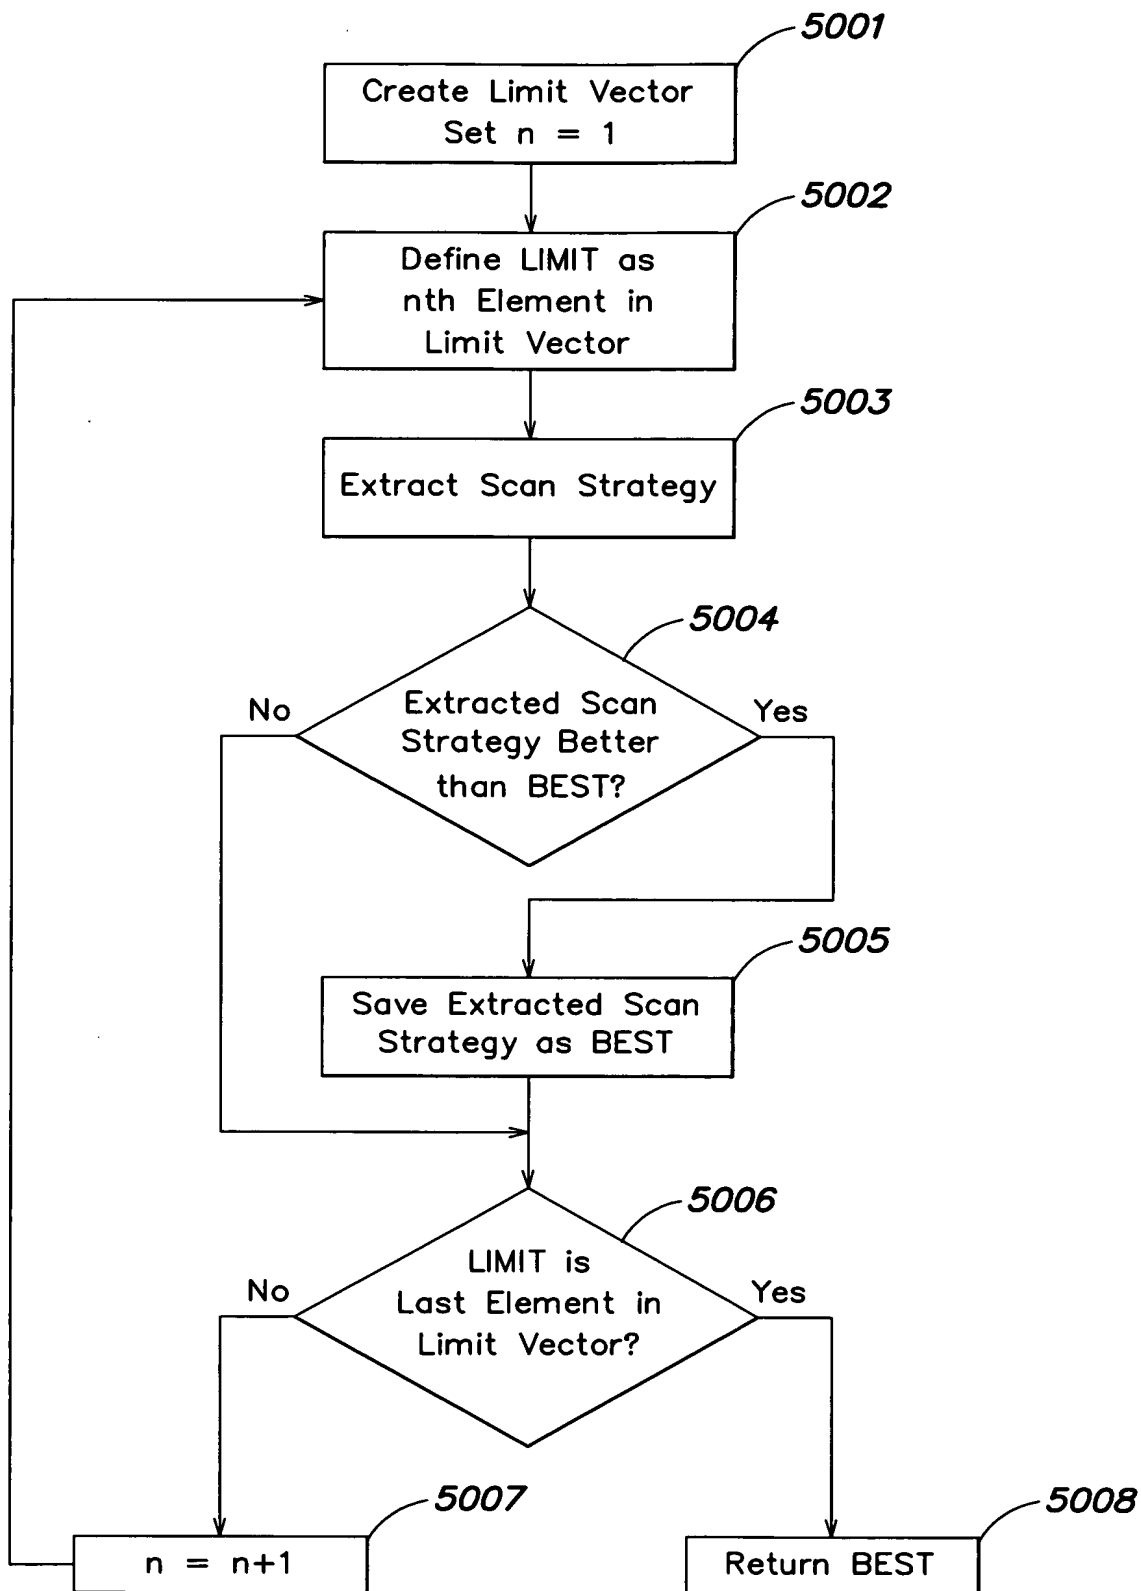 5001
Create Limit Vector
Set n = 1
5002
Define LIMIT as
nth Element in
Limit Vector
5003
Extract Scan Strategy
5004
No
Extracted Scan
Strategy Better
than BEST?
Yes
5005
Save Extracted Scan
Strategy as BEST
5006
No
LIMIT is
Last Element in
Limit Vector?
Yes
5007
n = n+1
5008
Return BEST